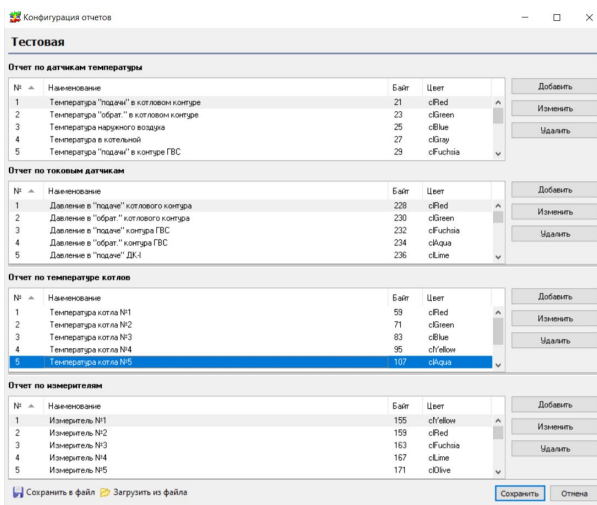 Конфигурация отчетов
Тестовая
Отчет по датчикам температуры
№ Наименование Байт Цвет
1 Температура "подачи" в котловом контуре 21 clRed
2 Температура "обрат." в котловом контуре 23 clGreen
3 Температура наружного воздуха 25 clBlue
4 Температура в котельной 27 clGray
5 Температура "подачи" в контуре ГВС 29 clFuchsia
Добавить
Изменить
Удалить
Отчет по токовым датчикам
№ Наименование Байт Цвет
1 Давление в "подаче" котлового контура 228 clRed
2 Давление в "обрат." котлового контура 230 clGreen
3 Давление в "подаче" контура ГВС 232 clFuchsia
4 Давление в "обрат." контура ГВС 234 clAqua
5 Давление в "подаче" ДК-I 236 clLime
Добавить
Изменить
Удалить
Отчет по температуре котлов
№ Наименование Байт Цвет
1 Температура котла №1 59 clRed
2 Температура котла №2 71 clGreen
3 Температура котла №3 83 clBlue
4 Температура котла №4 95 clYellow
5 Температура котла №5 107 clAqua
Добавить
Изменить
Удалить
Отчет по измерителям
№ Наименование Байт Цвет
1 Измеритель №1 155 clYellow
2 Измеритель №2 159 clRed
3 Измеритель №3 163 clFuchsia
4 Измеритель №4 167 clLime
5 Измеритель №5 171 clOlive
Добавить
Изменить
Удалить
Сохранить в файл Загрузить из файла Сохранить Отмена